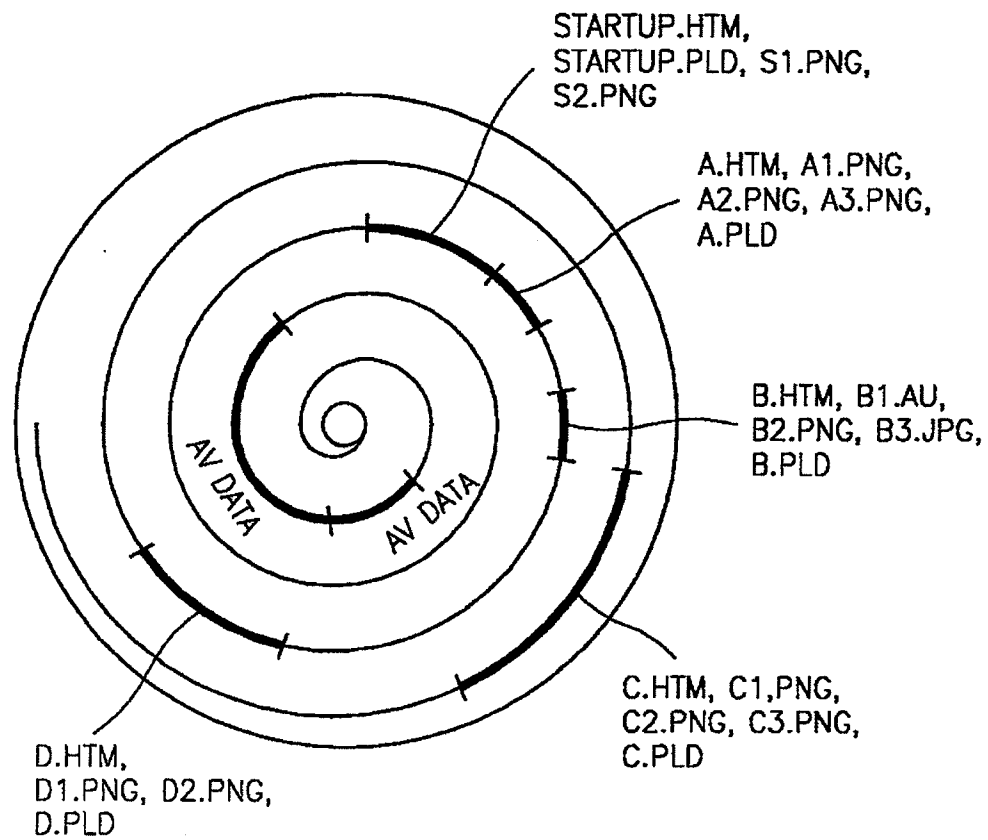 STARTUP.HTM,
STARTUP.PLD, S1.PNG,
S2.PNG
A.HTM, A1.PNG,
A2.PNG, A3.PNG,
A.PLD
B.HTM, B1.AU,
B2.PNG, B3.JPG,
B.PLD
AV DATA
AV DATA
C.HTM, C1,PNG,
C2.PNG, C3.PNG,
C.PLD
D.HTM,
D1.PNG, D2.PNG,
D.PLD